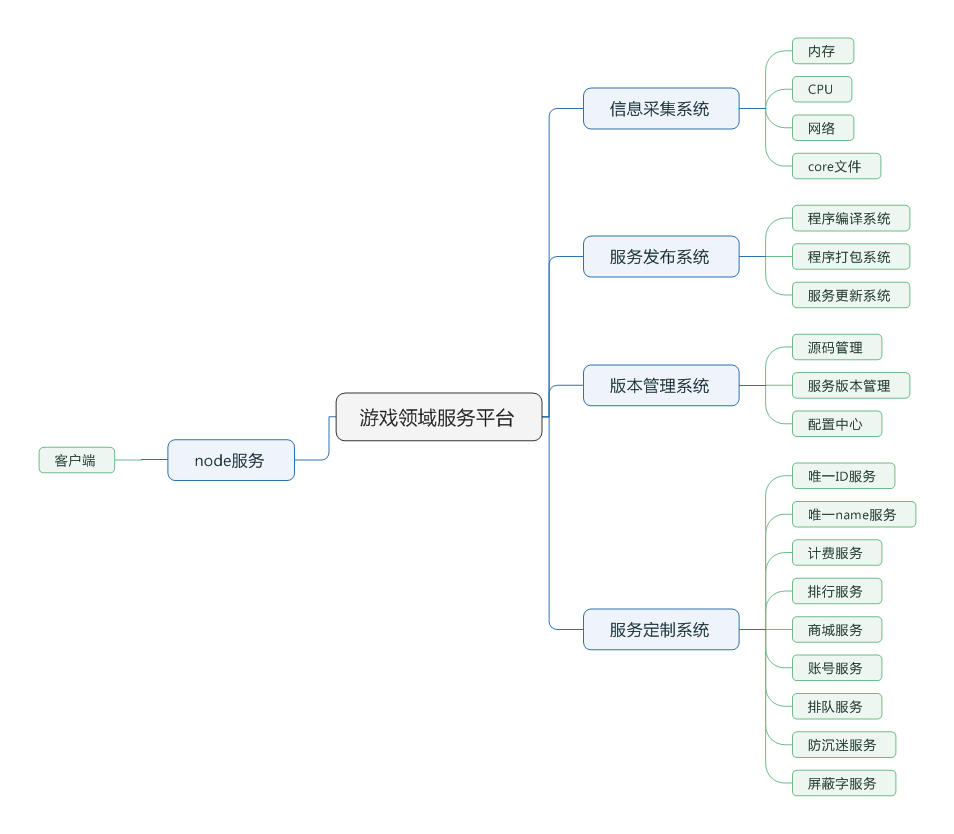 游戏领域服务平台
信息采集系统
内存
CPU
网络
core文件
服务发布系统
程序编译系统
程序打包系统
服务更新系统
版本管理系统
源码管理
服务版本管理
配置中心
服务定制系统
唯一ID服务
唯一name服务
计费服务
排行服务
商城服务
账号服务
排队服务
防沉迷服务
屏蔽字服务
node服务
客户端